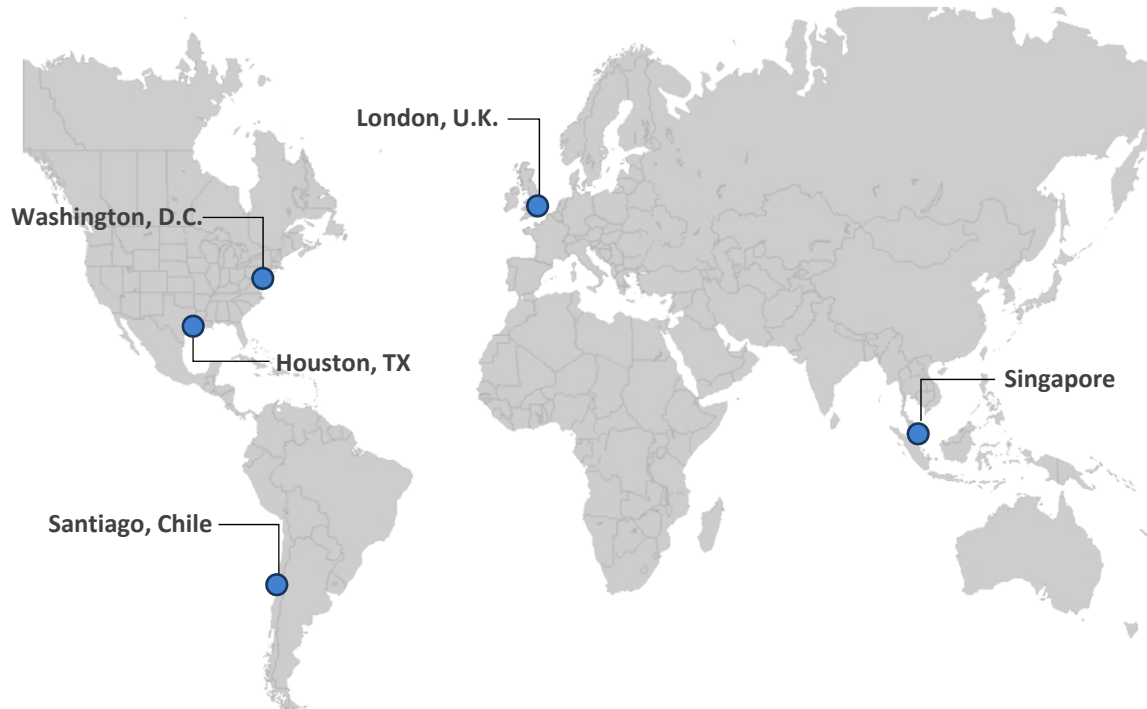 London, U.K.
Washington, D.C.
Houston, TX
Singapore
Santiago, Chile